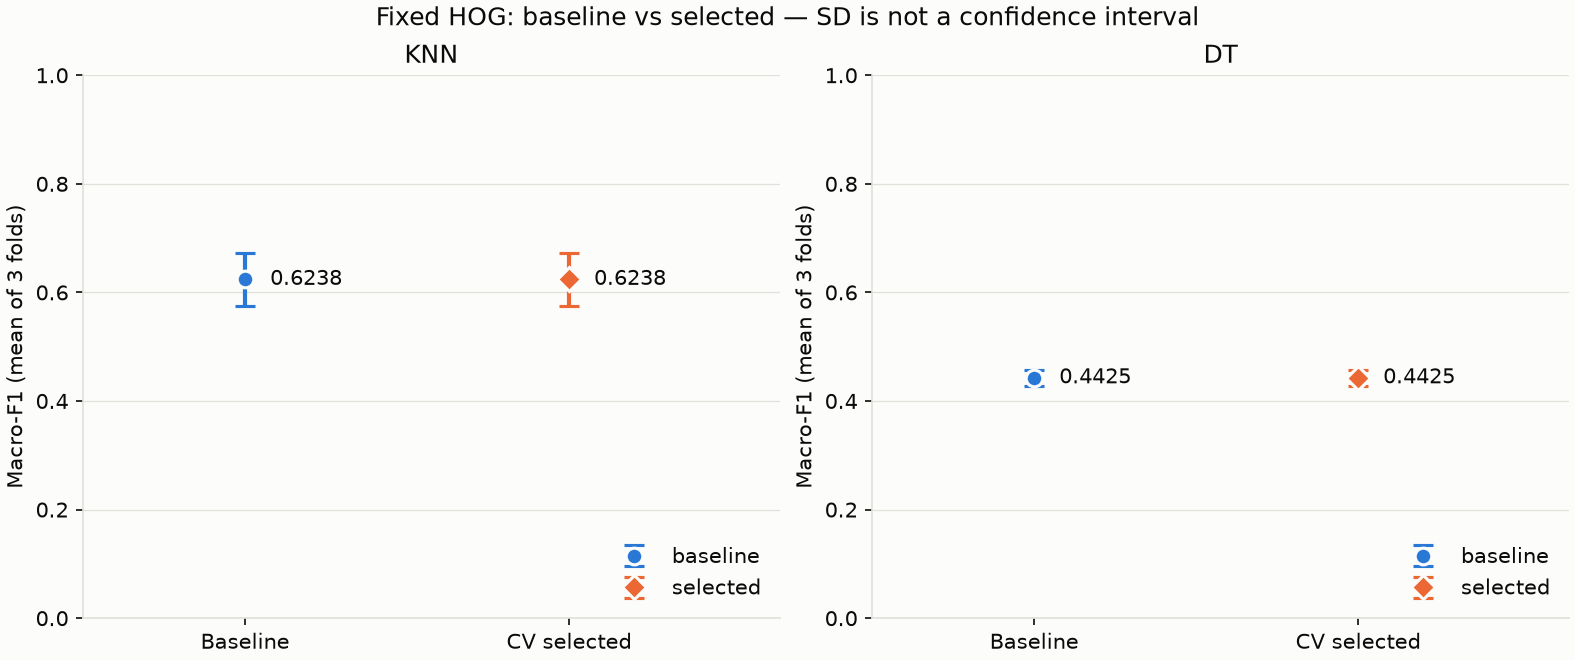 Fixed HOG: baseline vs selected — SD is not a confidence interval
KNN
Macro-F1 (mean of 3 folds)
1.0
0.8
0.6
0.4
0.2
0.0
0.6238
0.6238
baseline
selected
Baseline
CV selected
DT
Macro-F1 (mean of 3 folds)
1.0
0.8
0.6
0.4
0.2
0.0
0.4425
0.4425
baseline
selected
Baseline
CV selected